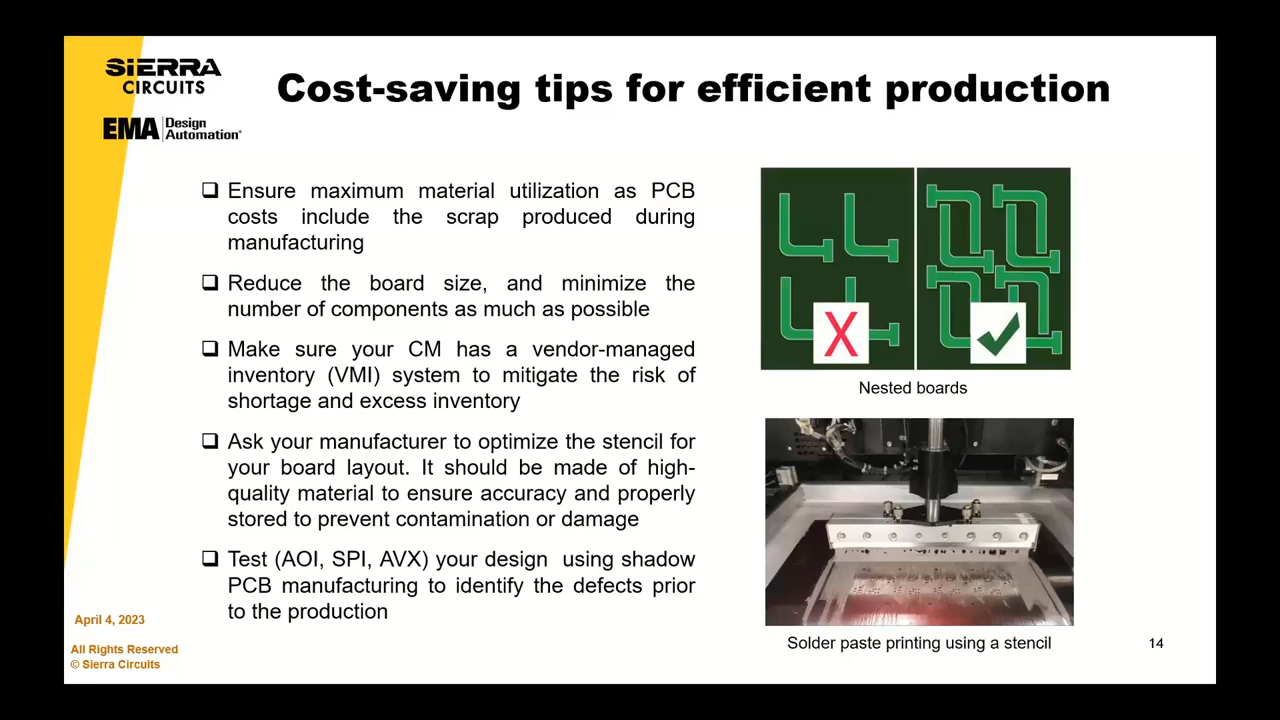 SIERRA
CIRCUITS
EMA Design
Automation®
Cost-saving tips for efficient production
❑ Ensure maximum material utilization as PCB
costs include the scrap produced during
manufacturing
❑ Reduce the board size, and minimize the
number of components as much as possible
❑ Make sure your CM has a vendor-managed
inventory (VMI) system to mitigate the risk of
shortage and excess inventory
❑ Ask your manufacturer to optimize the stencil for
your board layout. It should be made of high-
quality material to ensure accuracy and properly
stored to prevent contamination or damage
❑ Test (AOI, SPI, AVX) your design using shadow
PCB manufacturing to identify the defects prior
to the production
X
Nested boards
Solder paste printing using a stencil
April 4, 2023
All Rights Reserved
© Sierra Circuits
14